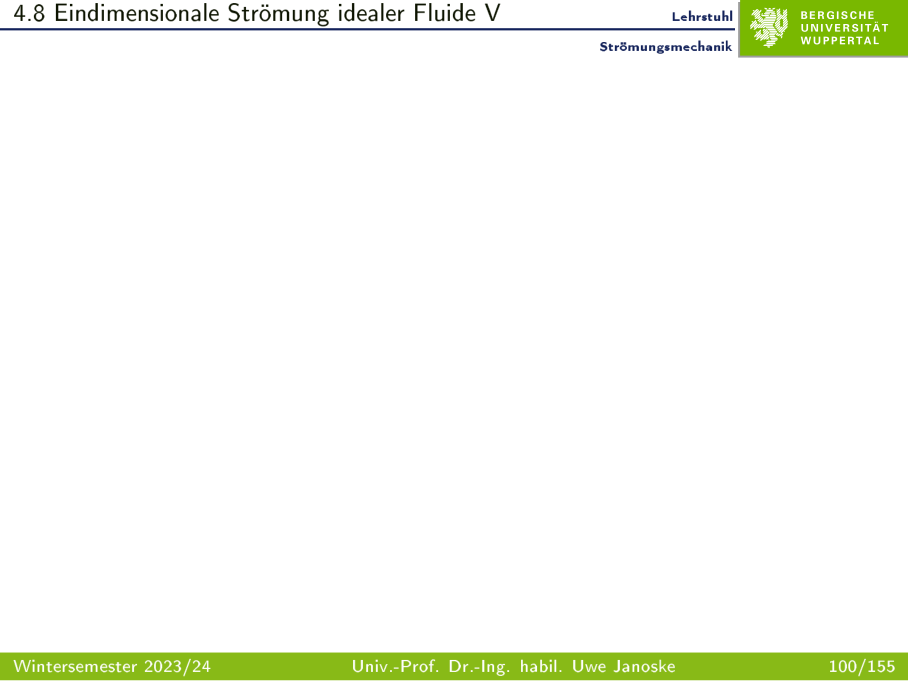 4.8 Eindimensionale Strömung idealer Fluide V
Lehrstuhl
Strömungsmechanik
BERGISCHE
UNIVERSITÄT
WUPPERTAL
Wintersemester 2023/24
Univ.-Prof. Dr.-Ing. habil. Uwe Janoske
100/155